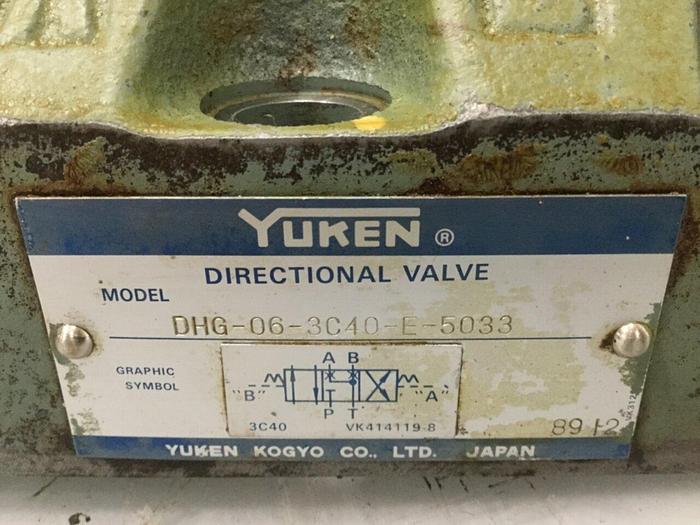 YUKEN ®
DIRECTIONAL VALVE
MODEL
DHG-06-3C40-E-5033
GRAPHIC SYMBOL
A B
"B" "A"
P T
3C40 VK414119-8
89 12
YUKEN KOGYO CO., LTD. JAPAN